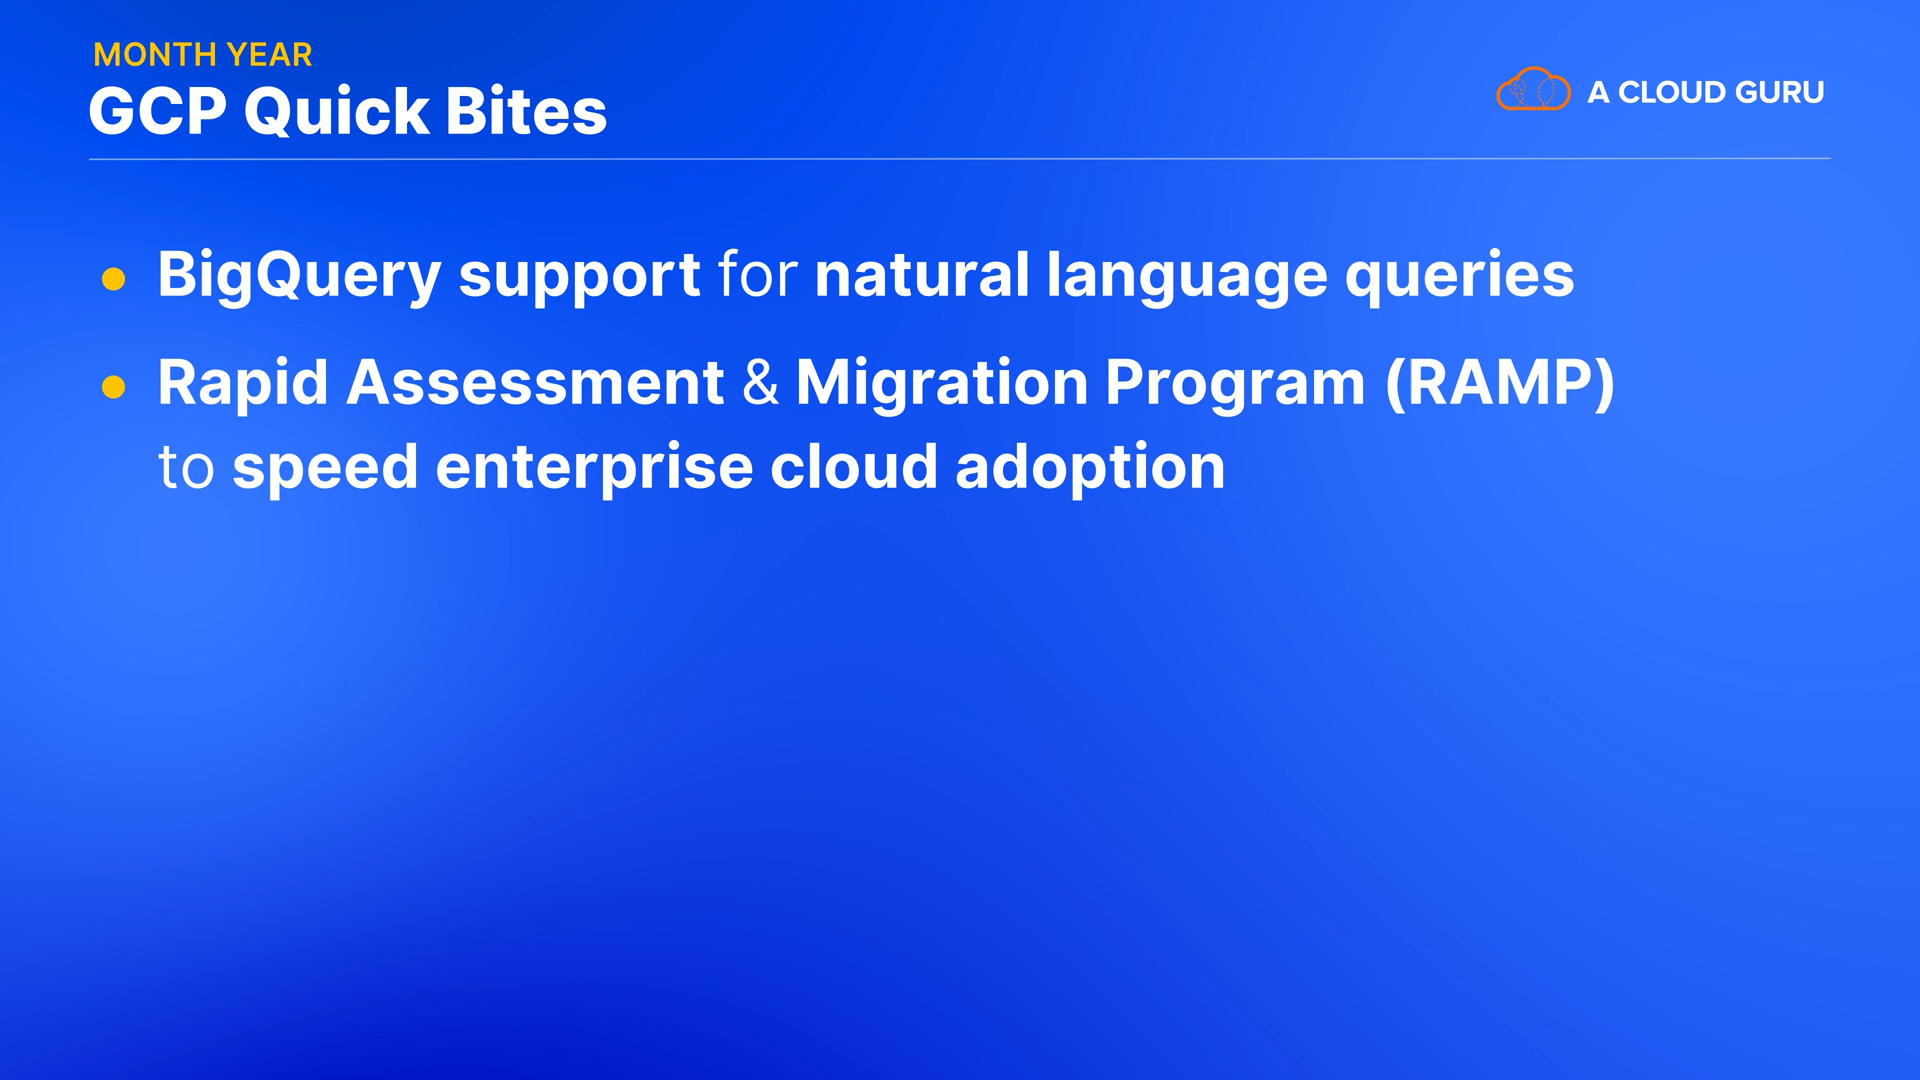 MONTH YEAR
GCP Quick Bites
A CLOUD GURU
BigQuery support for natural language queries
Rapid Assessment & Migration Program (RAMP)
to speed enterprise cloud adoption